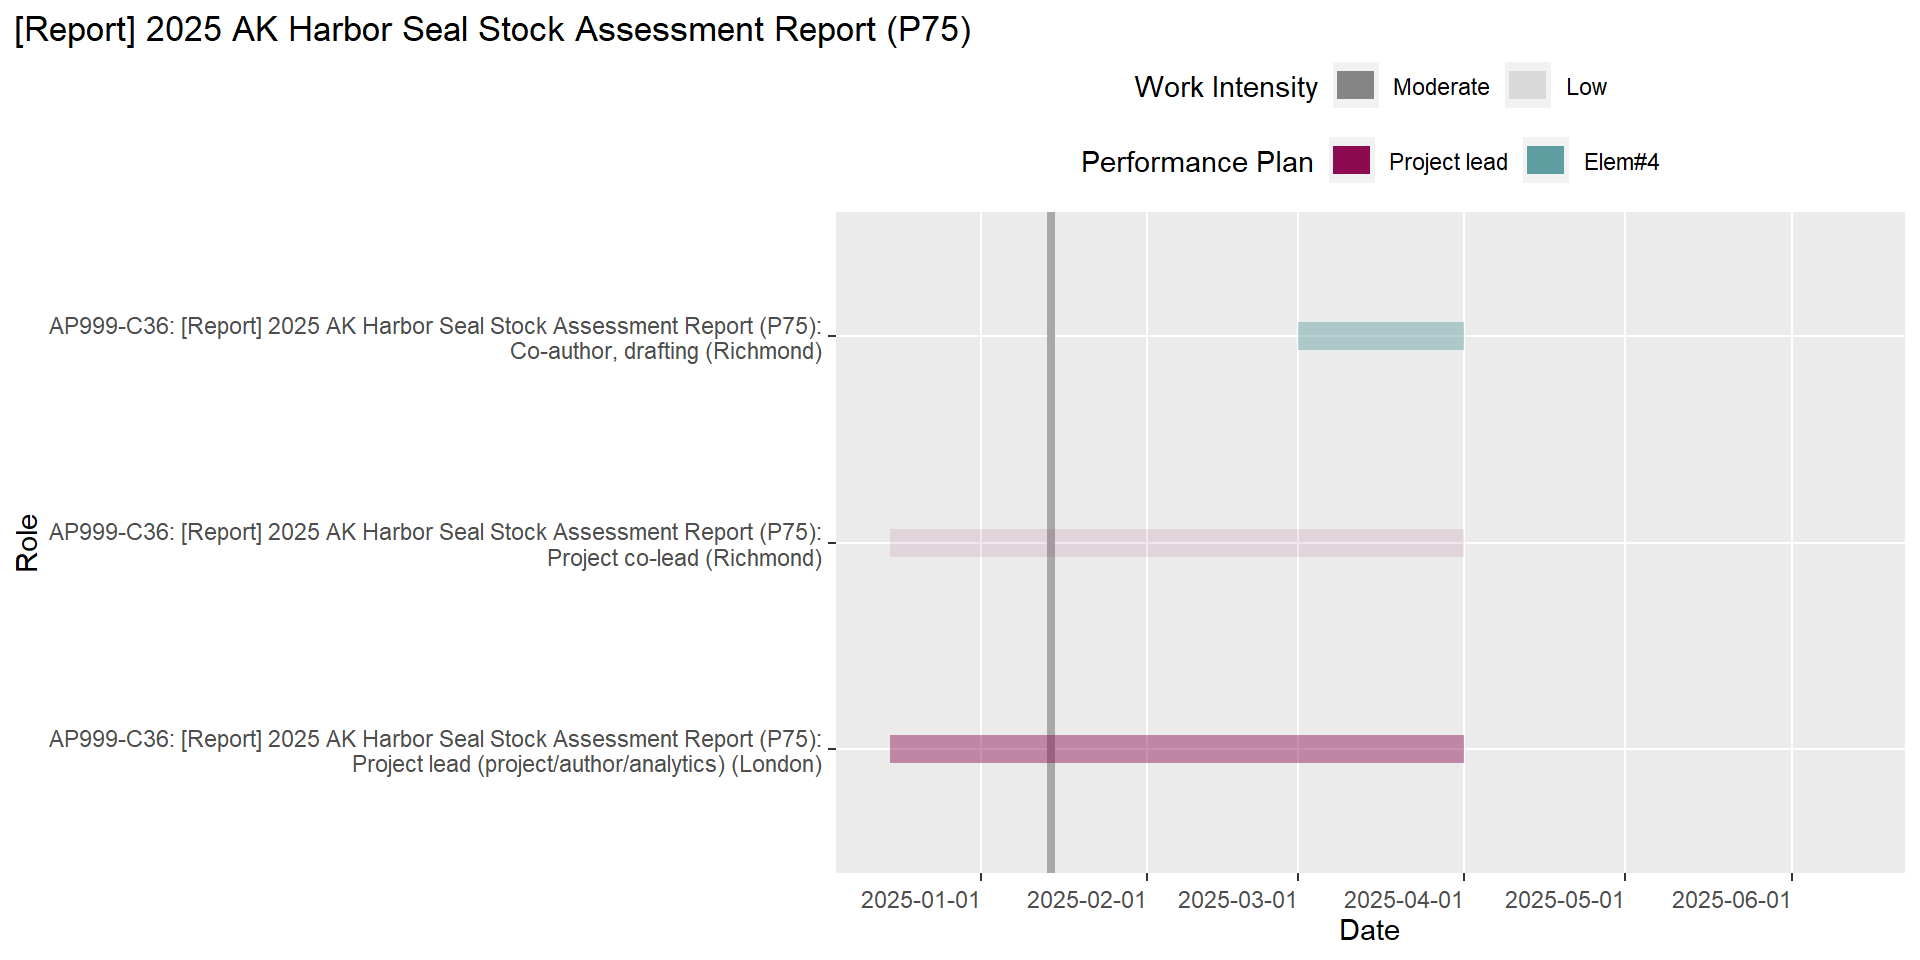 [Report] 2025 AK Harbor Seal Stock Assessment Report (P75)
Work Intensity Moderate Low
Performance Plan Project lead Elem#4
AP999-C36: [Report] 2025 AK Harbor Seal Stock Assessment Report (P75):
Co-author, drafting (Richmond)
Role
AP999-C36: [Report] 2025 AK Harbor Seal Stock Assessment Report (P75):
Project co-lead (Richmond)
AP999-C36: [Report] 2025 AK Harbor Seal Stock Assessment Report (P75):
Project lead (project/author/analytics) (London)
2025-01-01 2025-02-01 2025-03-01 2025-04-01 2025-05-01 2025-06-01
Date